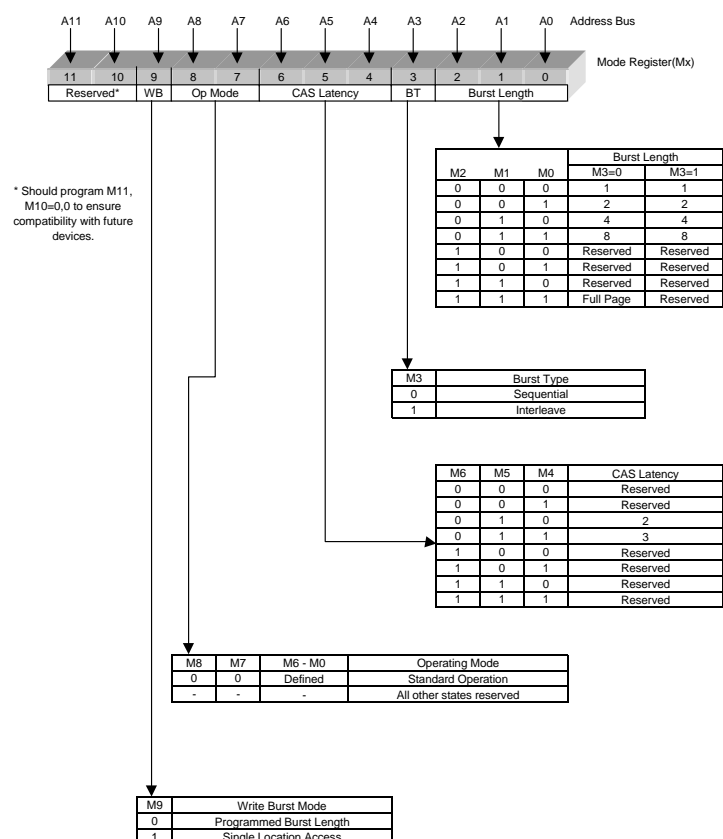 A11 A10 A9 A8 A7 A6 A5 A4 A3 A2 A1 A0 Address Bus
Mode Register(Mx)
11 10 9 8 7 6 5 4 3 2 1 0
Reserved* WB Op Mode CAS Latency BT Burst Length
* Should program M11,
M10=0,0 to ensure
compatibility with future
devices.
Burst Length
M2 M1 M0 M3=0 M3=1
0 0 0 1 1
0 0 1 2 2
0 1 0 4 4
0 1 1 8 8
1 0 0 Reserved Reserved
1 0 1 Reserved Reserved
1 1 0 Reserved Reserved
1 1 1 Full Page Reserved
M3 Burst Type
0 Sequential
1 Interleave
M6 M5 M4 CAS Latency
0 0 0 Reserved
0 0 1 Reserved
0 1 0 2
0 1 1 3
1 0 0 Reserved
1 0 1 Reserved
1 1 0 Reserved
1 1 1 Reserved
M8 M7 M6 - M0 Operating Mode
0 0 Defined Standard Operation
- - - All other states reserved
M9 Write Burst Mode
0 Programmed Burst Length
1 Single Location Access